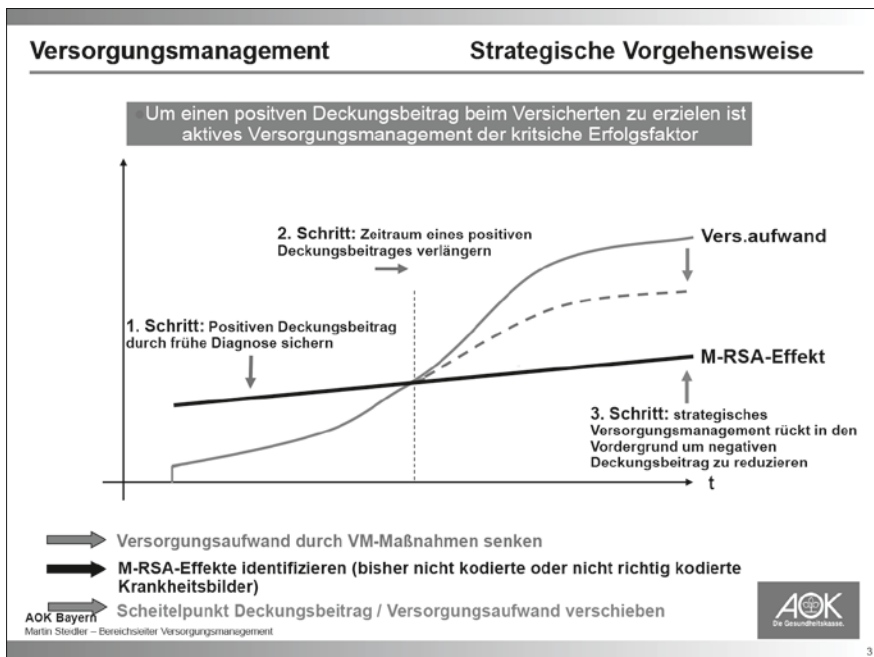 Versorgungsmanagement Strategische Vorgehensweise
Um einen positven Deckungsbeitrag beim Versicherten zu erzielen ist
aktives Versorgungsmanagement der kritsiche Erfolgsfaktor
2. Schritt: Zeitraum eines positiven
Deckungsbeitrages verlängern
Vers.aufwand
1. Schritt: Positiven Deckungsbeitrag
durch frühe Diagnose sichern
M-RSA-Effekt
3. Schritt: strategisches
Versorgungsmanagement rückt in den
Vordergrund um negativen
Deckungsbeitrag zu reduzieren
t
Versorgungsaufwand durch VM-Maßnahmen senken
M-RSA-Effekte identifizieren (bisher nicht kodierte oder nicht richtig kodierte
Krankheitsbilder)
Scheitelpunkt Deckungsbeitrag / Versorgungsaufwand verschieben
AOK Bayern
Martin Steidler – Bereichsleiter Versorgungsmanagement
AOK
Die Gesundheitskasse.
3